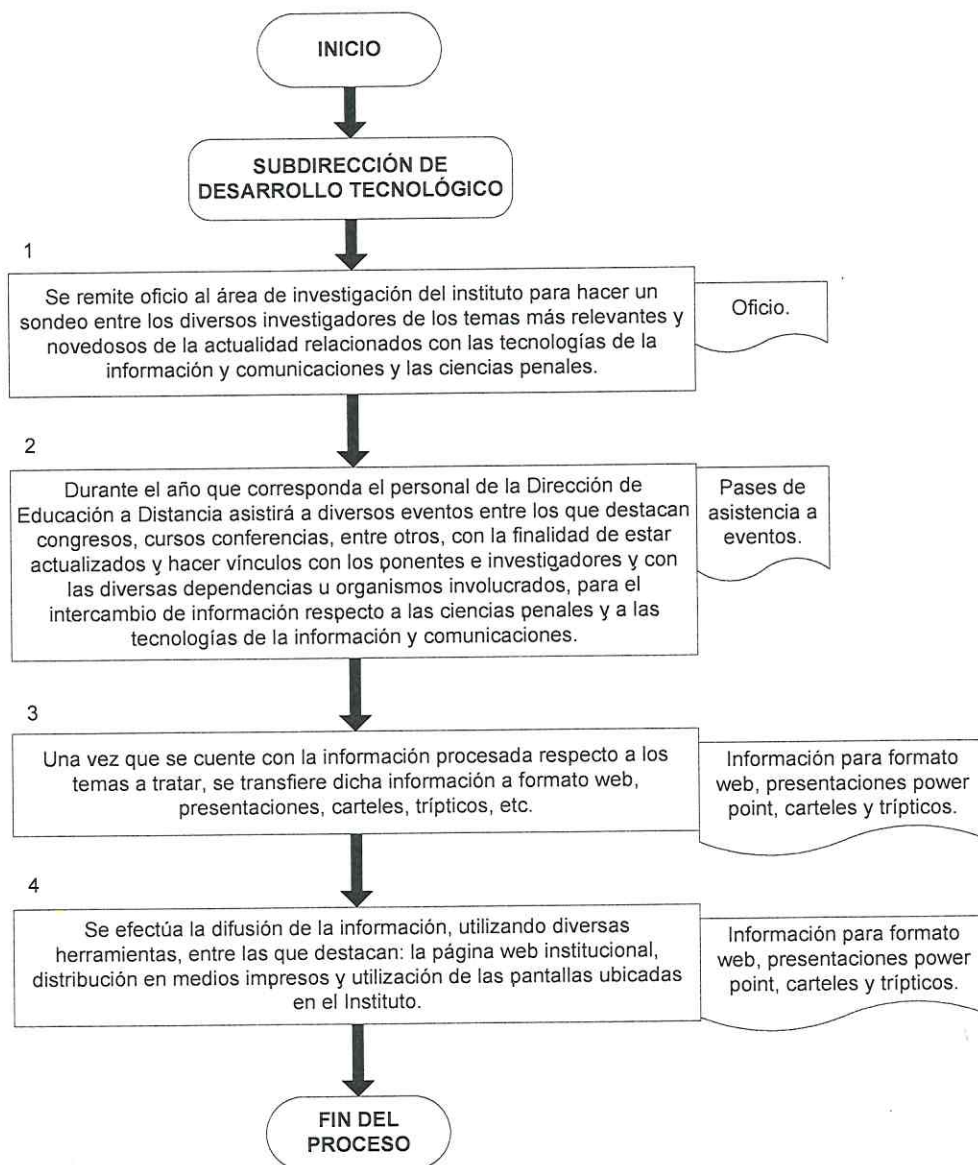 INICIO
SUBDIRECCIÓN DE
DESARROLLO TECNOLÓGICO
1
Se remite oficio al área de investigación del instituto para hacer un
sondeo entre los diversos investigadores de los temas más relevantes y
novedosos de la actualidad relacionados con las tecnologías de la
información y comunicaciones y las ciencias penales.
Oficio.
2
Durante el año que corresponda el personal de la Dirección de
Educación a Distancia asistirá a diversos eventos entre los que destacan
congresos, cursos conferencias, entre otros, con la finalidad de estar
actualizados y hacer vínculos con los ponentes e investigadores y con
las diversas dependencias u organismos involucrados, para el
intercambio de información respecto a las ciencias penales y a las
tecnologías de la información y comunicaciones.
Pases de
asistencia a
eventos.
3
Una vez que se cuente con la información procesada respecto a los
temas a tratar, se transfiere dicha información a formato web,
presentaciones, carteles, trípticos, etc.
Información para formato
web, presentaciones power
point, carteles y trípticos.
4
Se efectúa la difusión de la información, utilizando diversas
herramientas, entre las que destacan: la página web institucional,
distribución en medios impresos y utilización de las pantallas ubicadas
en el Instituto.
Información para formato
web, presentaciones power
point, carteles y trípticos.
FIN DEL
PROCESO